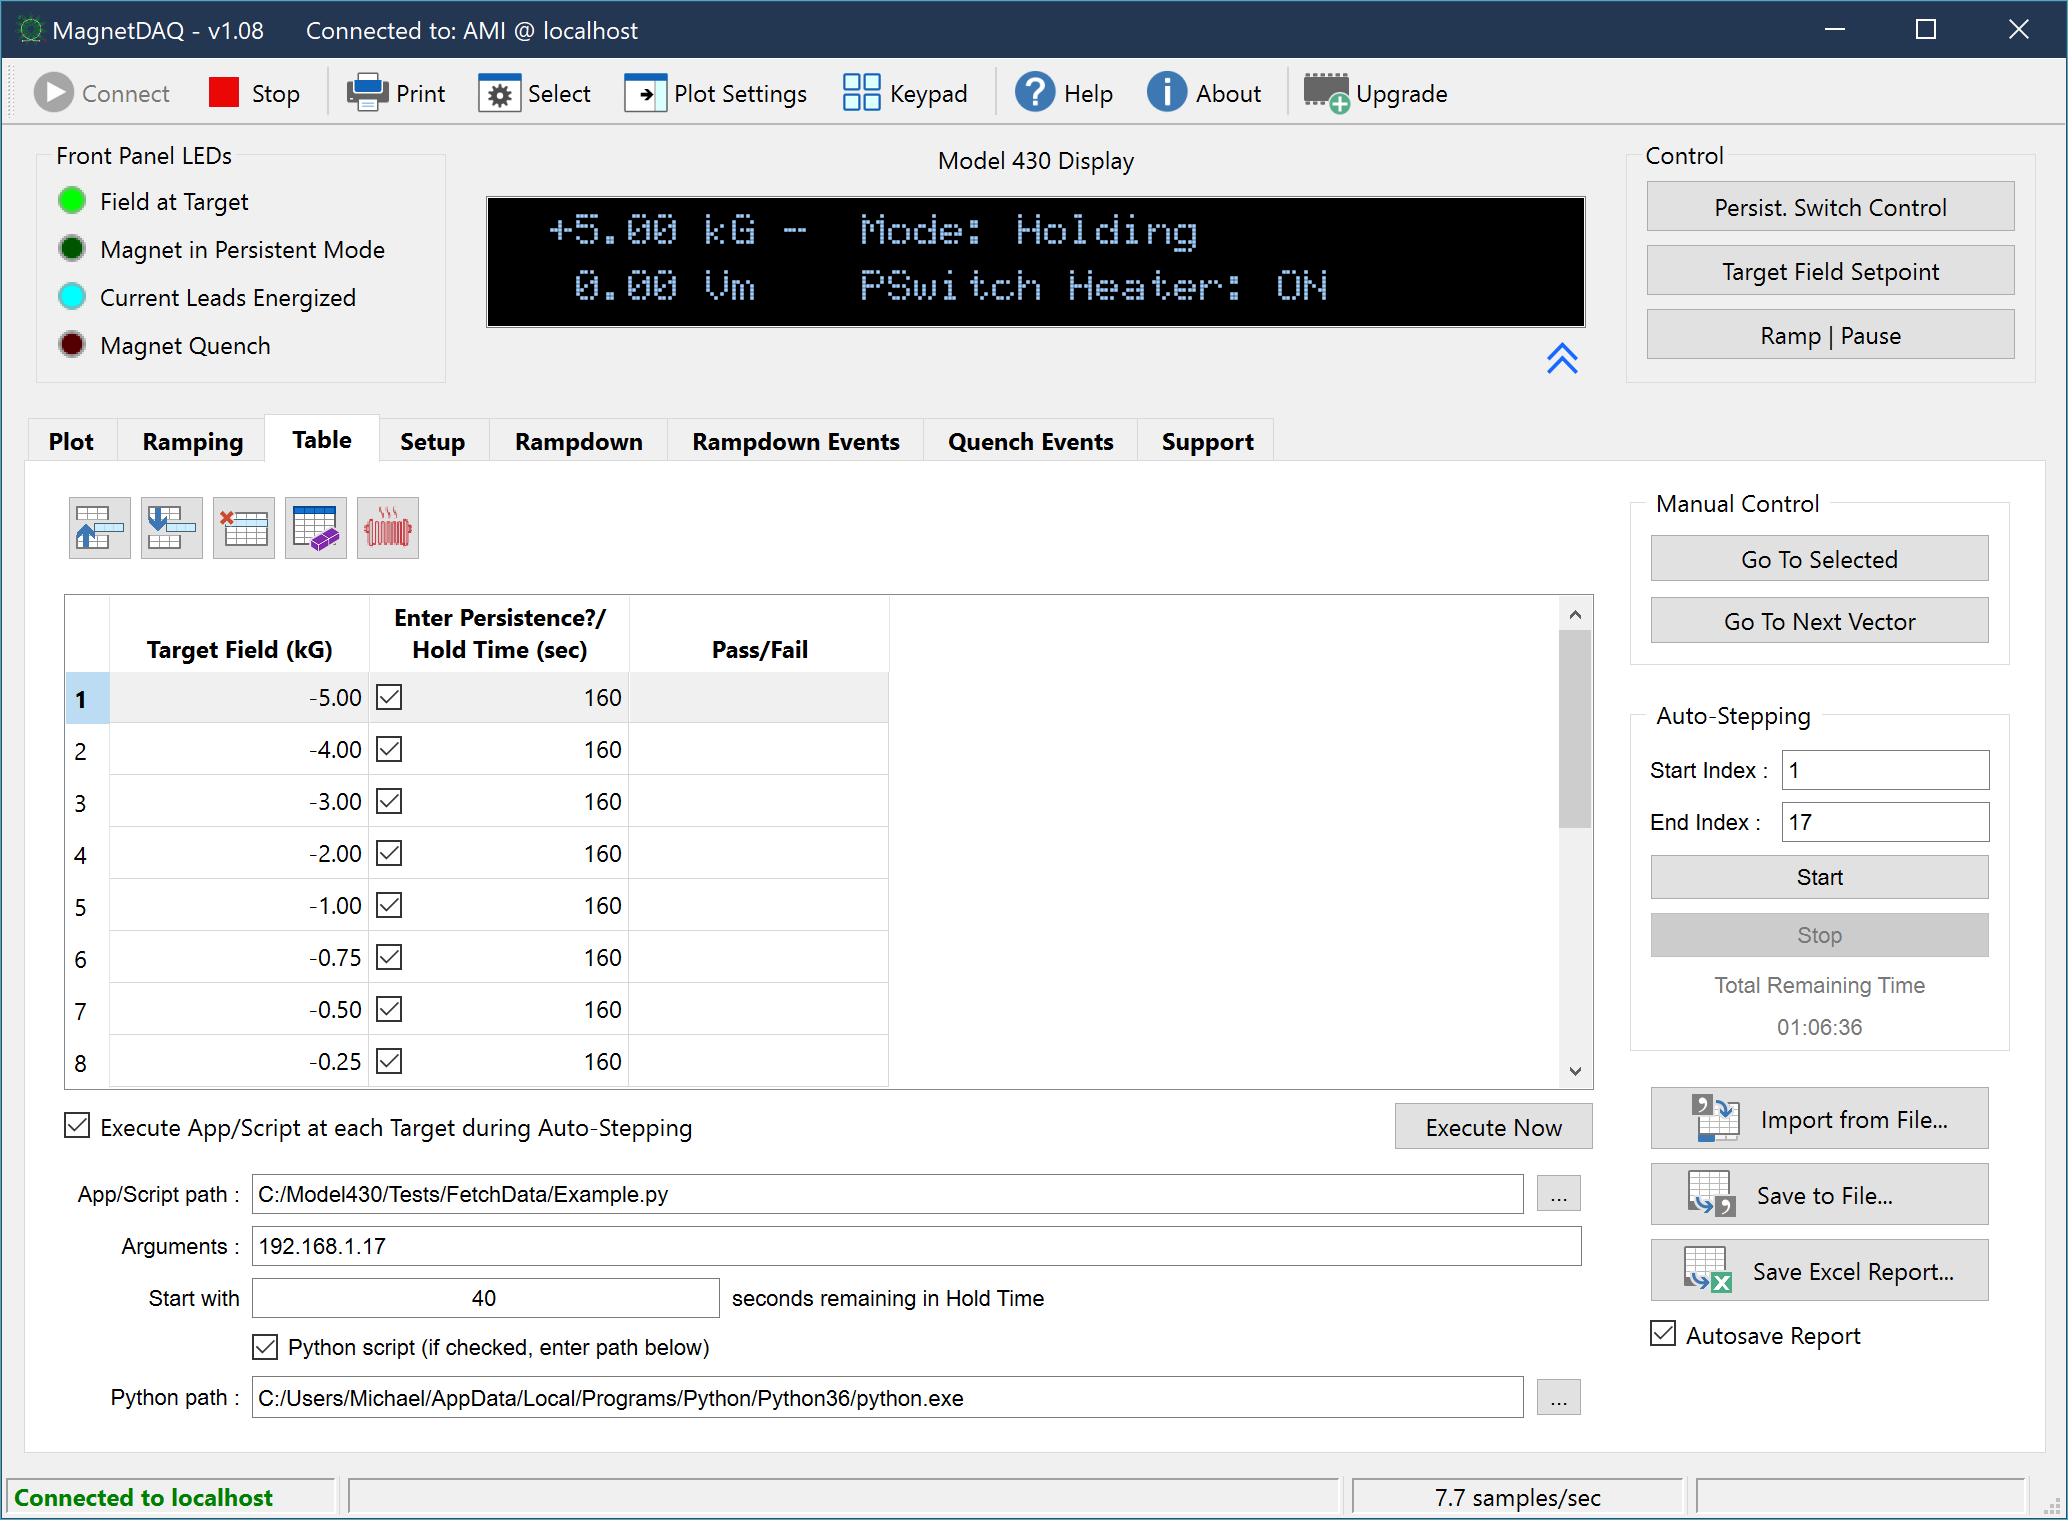 MagnetDAQ - v1.08 Connected to: AMI @ localhost
Connect Stop Print Select Plot Settings Keypad Help About Upgrade
Front Panel LEDs
Field at Target
Magnet in Persistent Mode
Current Leads Energized
Magnet Quench
Model 430 Display
+5.00 kG - Mode: Holding
0.00 Vm PSwitch Heater: ON
Control
Persist. Switch Control
Target Field Setpoint
Ramp | Pause
Plot Ramping Table Setup Rampdown Rampdown Events Quench Events Support
Target Field (kG) Enter Persistence?/ Hold Time (sec) Pass/Fail
1 -5.00 160
2 -4.00 160
3 -3.00 160
4 -2.00 160
5 -1.00 160
6 -0.75 160
7 -0.50 160
8 -0.25 160
Execute App/Script at each Target during Auto-Stepping Execute Now
App/Script path : C:/Model430/Tests/FetchData/Example.py ...
Arguments : 192.168.1.17
Start with 40 seconds remaining in Hold Time
Python script (if checked, enter path below)
Python path : C:/Users/Michael/AppData/Local/Programs/Python/Python36/python.exe ...
Manual Control
Go To Selected
Go To Next Vector
Auto-Stepping
Start Index : 1
End Index : 17
Start
Stop
Total Remaining Time
01:06:36
Import from File...
Save to File...
Save Excel Report...
Autosave Report
Connected to localhost 7.7 samples/sec